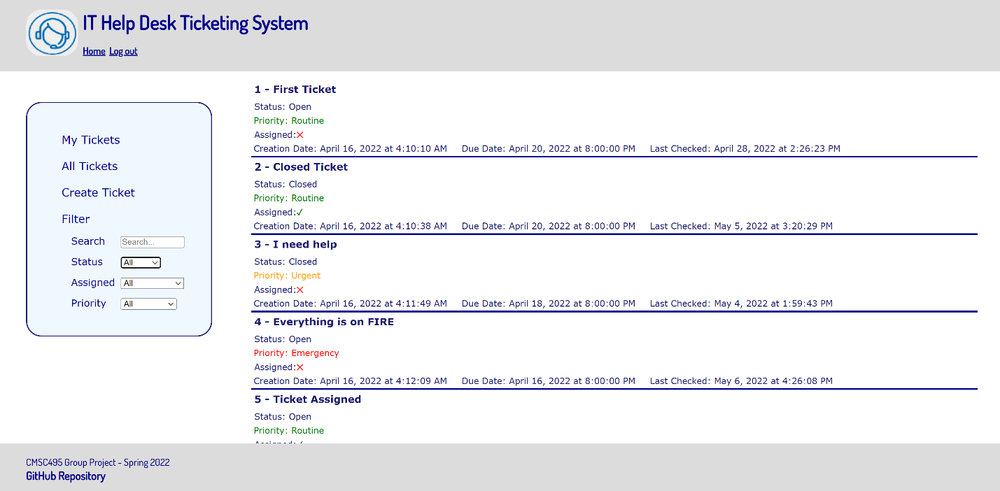 IT Help Desk Ticketing System
Home Log out
My Tickets
All Tickets
Create Ticket
Filter
Search Search...
Status All
Assigned All
Priority All
1 - First Ticket
Status: Open
Priority: Routine
Assigned:❌
Creation Date: April 16, 2022 at 4:10:10 AM Due Date: April 20, 2022 at 8:00:00 PM Last Checked: April 28, 2022 at 2:26:23 PM
2 - Closed Ticket
Status: Closed
Priority: Routine
Assigned:✓
Creation Date: April 16, 2022 at 4:10:38 AM Due Date: April 20, 2022 at 8:00:00 PM Last Checked: May 5, 2022 at 3:20:29 PM
3 - I need help
Status: Closed
Priority: Urgent
Assigned:❌
Creation Date: April 16, 2022 at 4:11:49 AM Due Date: April 18, 2022 at 8:00:00 PM Last Checked: May 4, 2022 at 1:59:43 PM
4 - Everything is on FIRE
Status: Open
Priority: Emergency
Assigned:❌
Creation Date: April 16, 2022 at 4:12:09 AM Due Date: April 16, 2022 at 8:00:00 PM Last Checked: May 6, 2022 at 4:26:08 PM
5 - Ticket Assigned
Status: Open
Priority: Routine
Assigned:✓
CMSC495 Group Project - Spring 2022
GitHub Repository